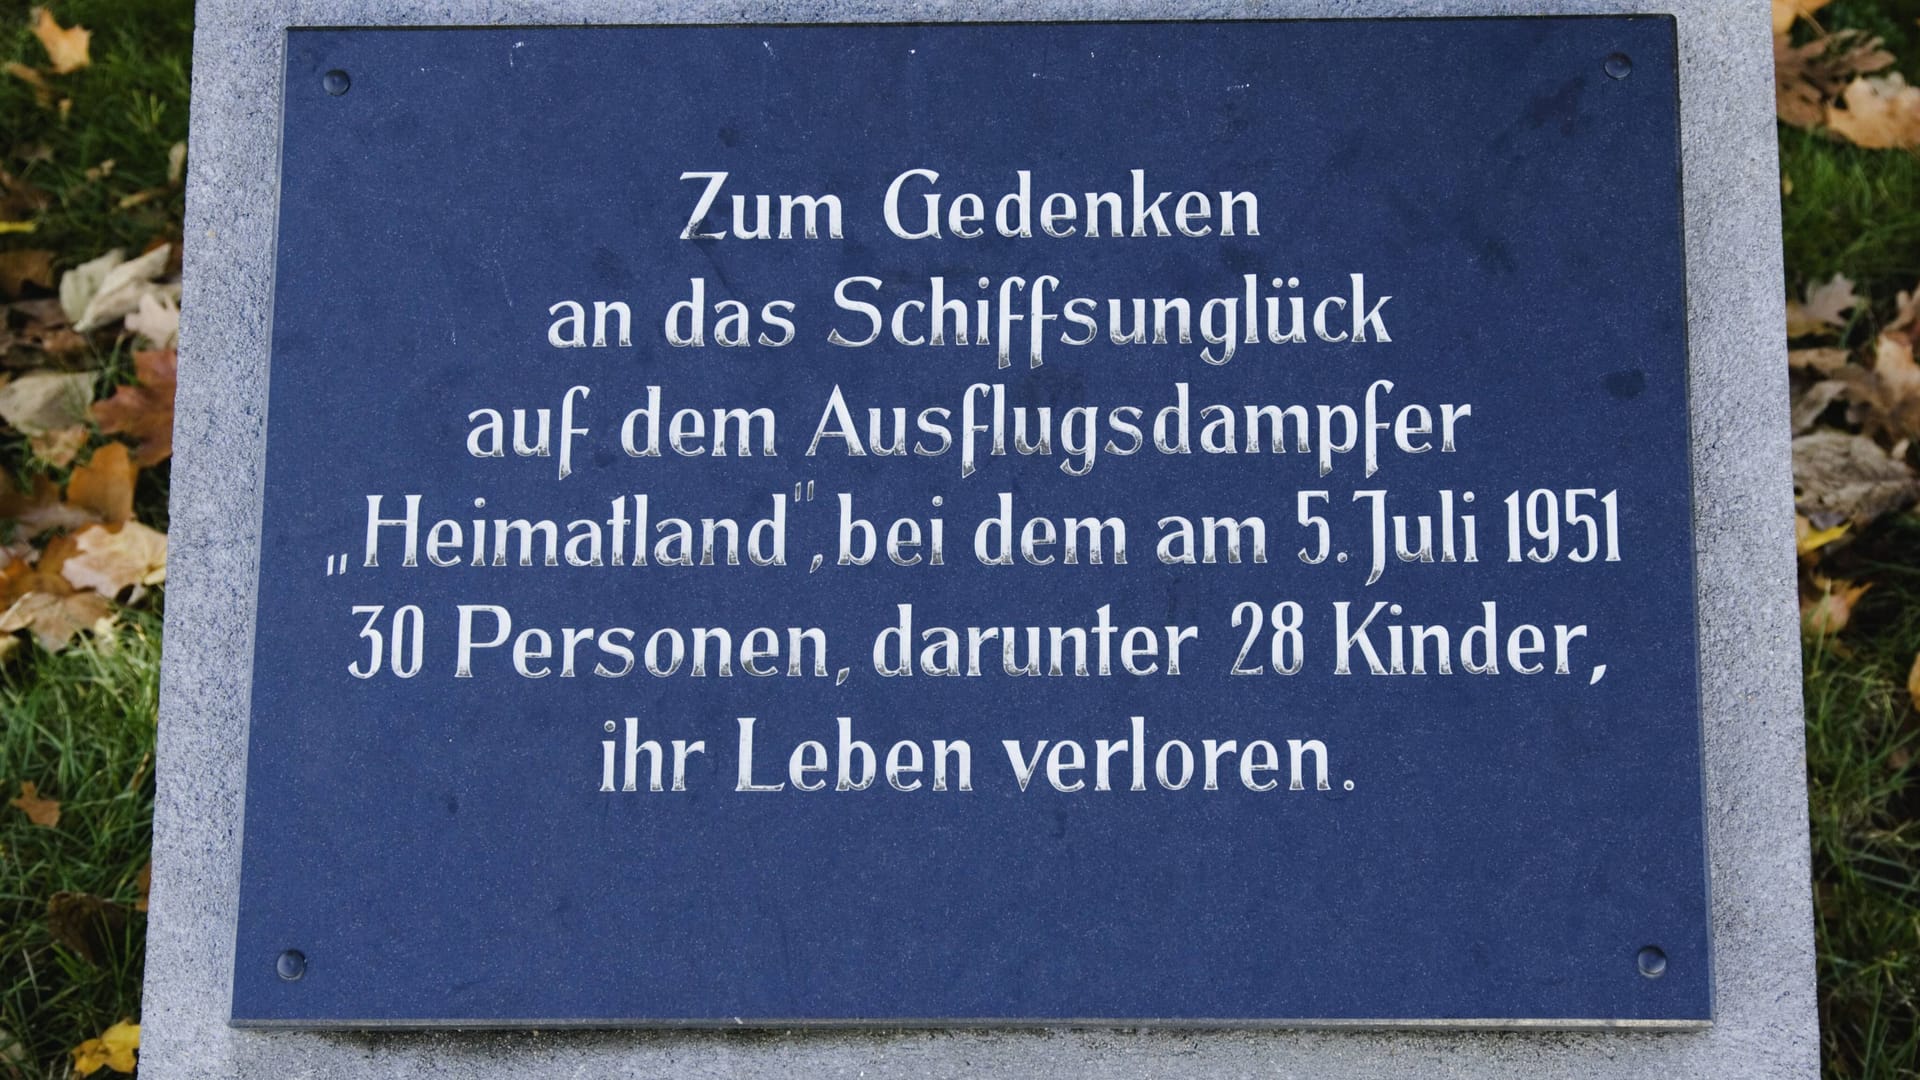 Zum Gedenken
an das Schiffsunglück
auf dem Ausflugsdampfer
„Heimatland", bei dem am 5. Juli 1951
30 Personen, darunter 28 Kinder,
ihr Leben verloren.